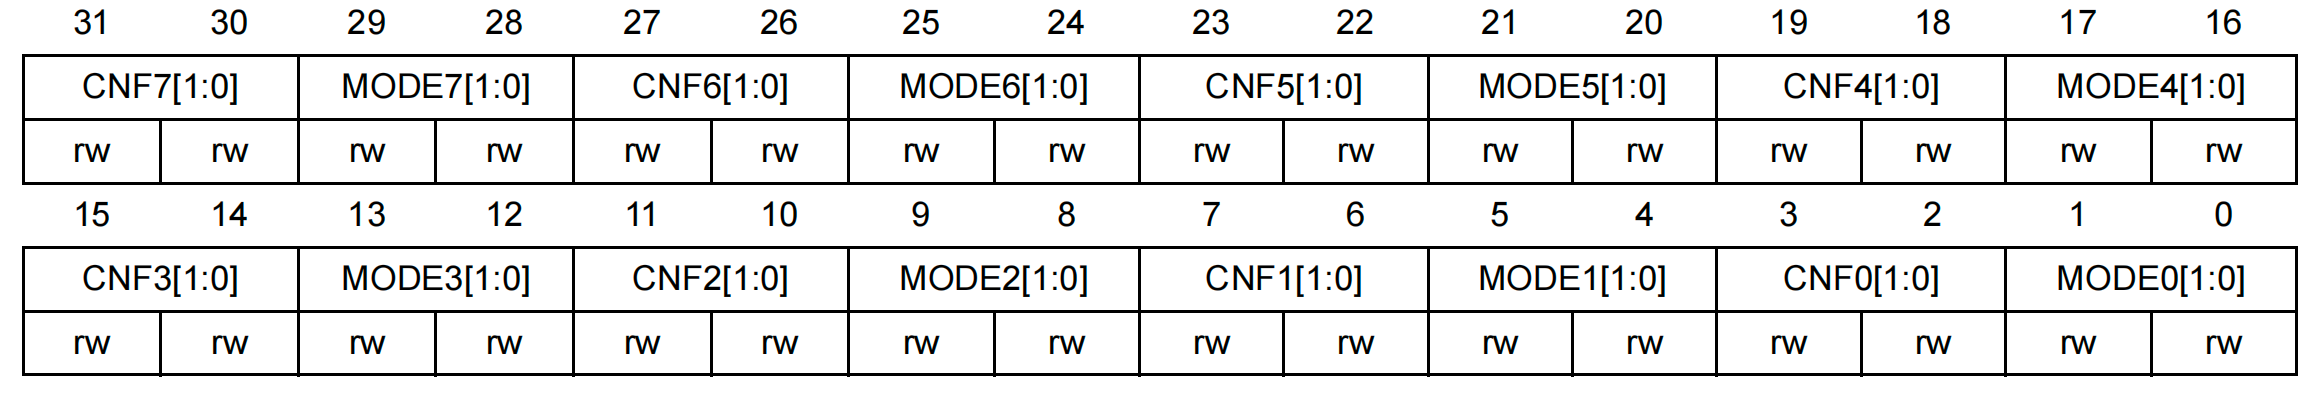 31 30 29 28 27 26 25 24 23 22 21 20 19 18 17 16
CNF7[1:0] MODE7[1:0] CNF6[1:0] MODE6[1:0] CNF5[1:0] MODE5[1:0] CNF4[1:0] MODE4[1:0]
rw rw rw rw rw rw rw rw rw rw rw rw rw rw rw rw
15 14 13 12 11 10 9 8 7 6 5 4 3 2 1 0
CNF3[1:0] MODE3[1:0] CNF2[1:0] MODE2[1:0] CNF1[1:0] MODE1[1:0] CNF0[1:0] MODE0[1:0]
rw rw rw rw rw rw rw rw rw rw rw rw rw rw rw rw